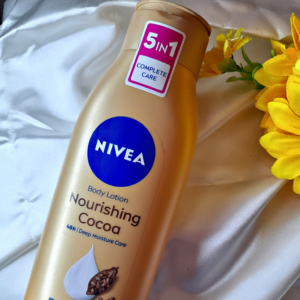 5IN1
COMPLETE
CARE
NIVEA
Body Lotion
Nourishing
Cocoa
48h | Deep Moisture Care